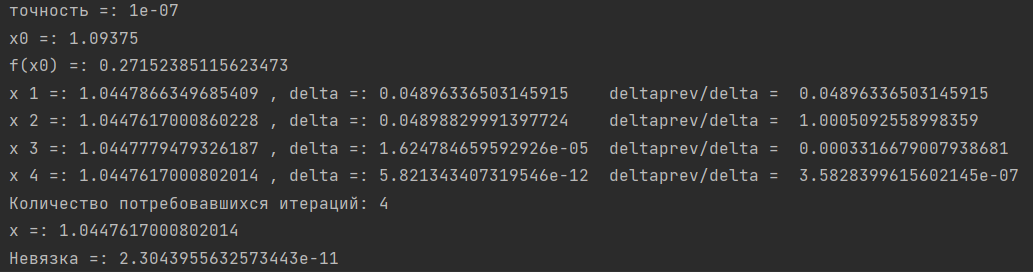 точность =: 1e-07
x0 =: 1.09375
f(x0) =: 0.27152385115623473
x 1 =: 1.0447866349685409 , delta =: 0.04896336503145915    deltaprev/delta =  0.04896336503145915
x 2 =: 1.0447617000860228 , delta =: 0.04898829991397724    deltaprev/delta =  1.0005092558998359
x 3 =: 1.0447779479326187 , delta =: 1.624784659592926e-05  deltaprev/delta =  0.0003316679007938681
x 4 =: 1.0447617000802014 , delta =: 5.821343407319546e-12  deltaprev/delta =  3.5828399615602145e-07
Количество потребовавшихся итераций: 4
x =: 1.0447617000802014
Невязка =: 2.3043955632573443e-11